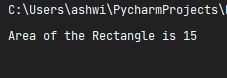 C:\Users\ashwi\PycharmProjects\
Area of the Rectangle is 15